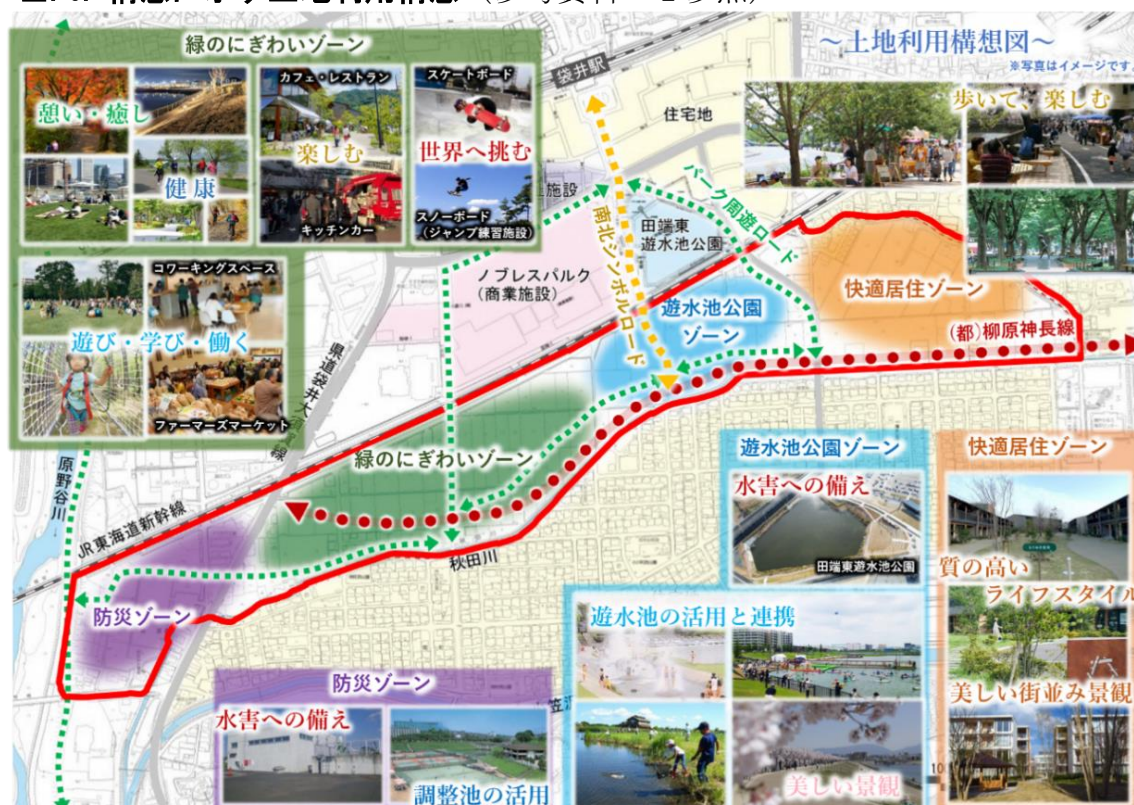 ～土地利用構想図～
※写真はイメージです。
緑のにぎわいゾーン
憩い・癒し
健康
カフェ・レストラン
楽しむ
キッチンカー
スケートボード
世界へ挑む
スノーボード
(ジャンプ練習施設)
コワーキングスペース
遊び・学び・働く
ファーマーズマーケット
袋井駅
住宅地
歩いて、楽しむ
施設
パーク周遊ロード
南北シンボルロード
田端東
遊水池公園
ノブレスパルク
(商業施設)
遊水池公園
ゾーン
快適居住ゾーン
(都)柳原神長線
県道袋井大須賀線
原野谷川
JR東海道新幹線
緑のにぎわいゾーン
秋田川
防災ゾーン
防災ゾーン
水害への備え
調整池の活用
遊水池公園ゾーン
水害への備え
田端東遊水池公園
遊水池の活用と連携
美しい景観
快適居住ゾーン
質の高い
ライフスタイル
美しい街並み景観